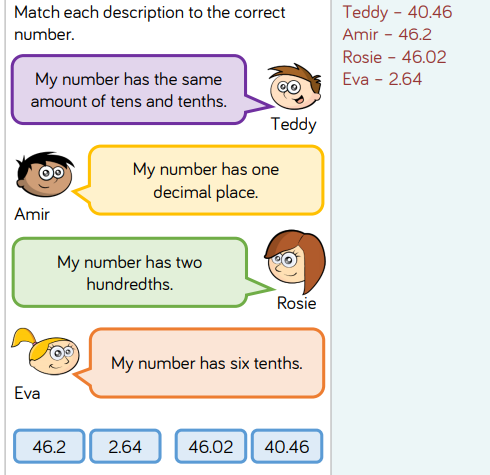 Match each description to the correct
number.
My number has the same
amount of tens and tenths.
Teddy
My number has one
decimal place.
Amir
My number has two
hundredths.
Rosie
My number has six tenths.
Eva
46.2
2.64
46.02
40.46
Teddy – 40.46
Amir – 46.2
Rosie – 46.02
Eva – 2.64